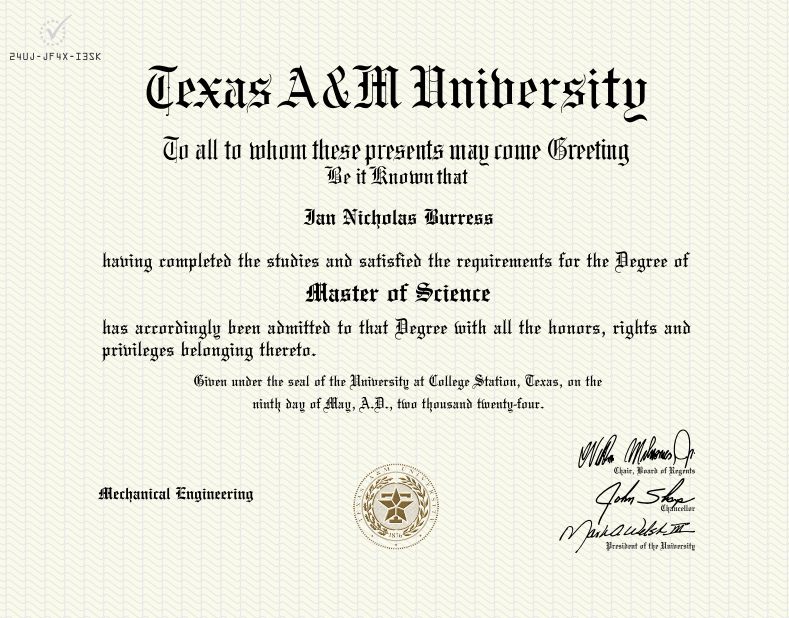 24UJ-JF4X-I3SK
Texas A&M University
To all to whom these presents may come Greeting
Be it Known that
Ian Nicholas Burress
having completed the studies and satisfied the requirements for the Degree of
Master of Science
has accordingly been admitted to that Degree with all the honors, rights and
privileges belonging thereto.
Given under the seal of the University at College Station, Texas, on the
ninth day of May, A.D., two thousand twenty-four.
Chair, Board of Regents
John Sharp
Chancellor
Mark A Welsh III
President of the University
Mechanical Engineering
TEXAS A&M UNIVERSITY
1876